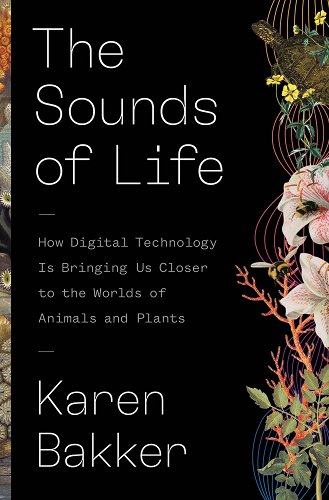 The
Sounds
of Life
How Digital Technology
Is Bringing Us Closer
to the Worlds of
Animals and Plants
Karen
Bakker